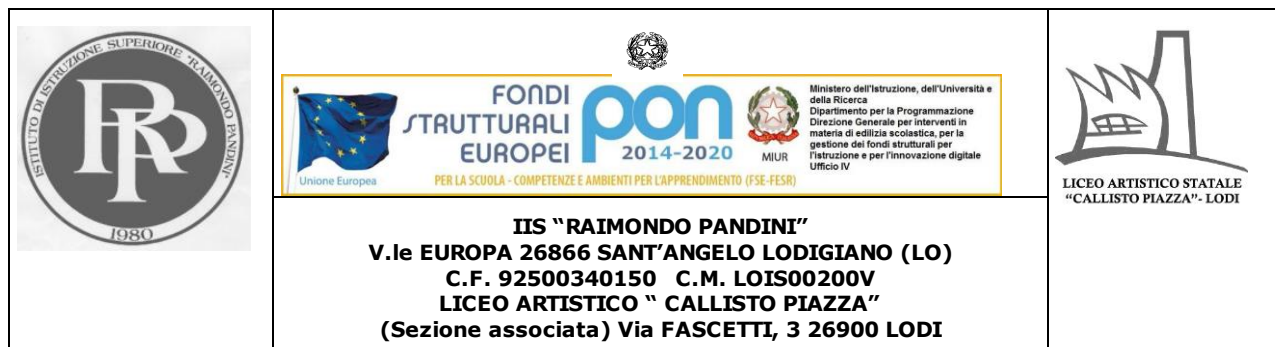 ISTITUTO DI ISTRUZIONE SUPERIORE "RAIMONDO PANDINI"
1980
Unione Europea
FONDI
STRUTTURALI
EUROPEI
pon
2014-2020
MIUR
Ministero dell'Istruzione, dell'Università e
della Ricerca
Dipartimento per la Programmazione
Direzione Generale per interventi in
materia di edilizia scolastica, per la
gestione dei fondi strutturali per
l'istruzione e per l'innovazione digitale
Ufficio IV
PER LA SCUOLA - COMPETENZE E AMBIENTI PER L'APPRENDIMENTO (FSE-FESR)
IIS “RAIMONDO PANDINI”
V.le EUROPA 26866 SANT’ANGELO LODIGIANO (LO)
C.F. 92500340150 C.M. LOIS00200V
LICEO ARTISTICO “ CALLISTO PIAZZA”
(Sezione associata) Via FASCETTI, 3 26900 LODI
LICEO ARTISTICO STATALE
“CALLISTO PIAZZA”- LODI